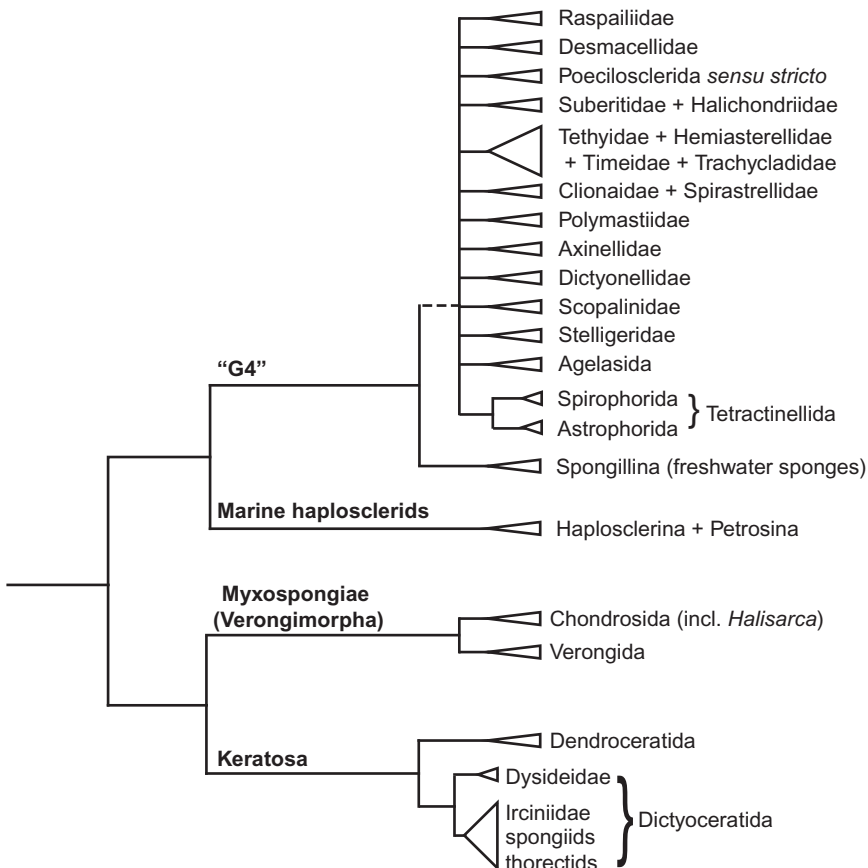 Raspailiidae
Desmacellidae
Poecilosclerida sensu stricto
Suberitidae + Halichondriidae
Tethyidae + Hemiasterellidae
+ Timeidae + Trachycladidae
Clionaidae + Spirastrellidae
Polymastiidae
Axinellidae
Dictyonellidae
Scopalinidae
Stelligeridae
“G4”
Agelasida
Spirophorida
Tetractinellida
Astrophorida
Spongillina (freshwater sponges)
Marine haplosclerids
Haplosclerina + Petrosina
Myxospongiae
(Verongimorpha)
Chondrosida (incl. Halisarca)
Verongida
Dendroceratida
Keratosa
Dysideidae
Irciniidae
Dictyoceratida
spongiids
thorectids